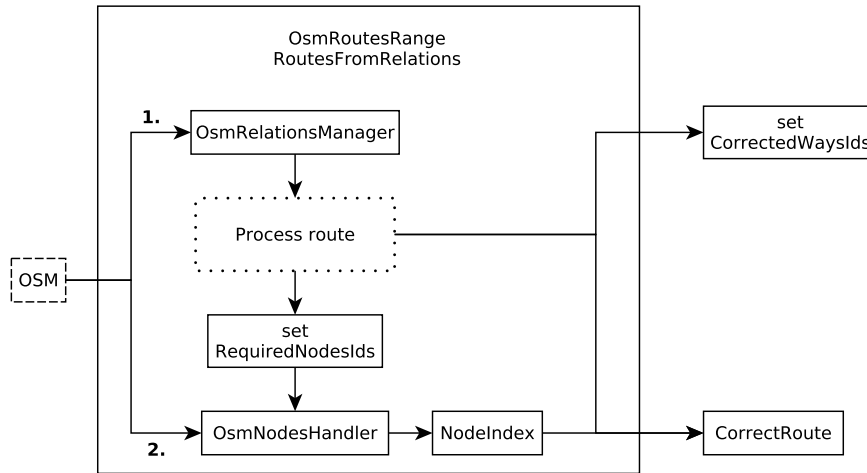 OsmRoutesRange
RoutesFromRelations
1.
OsmRelationsManager
set
CorrectedWaysIds
Process route
OSM
set
RequiredNodesIds
2.
OsmNodesHandler
NodeIndex
CorrectRoute